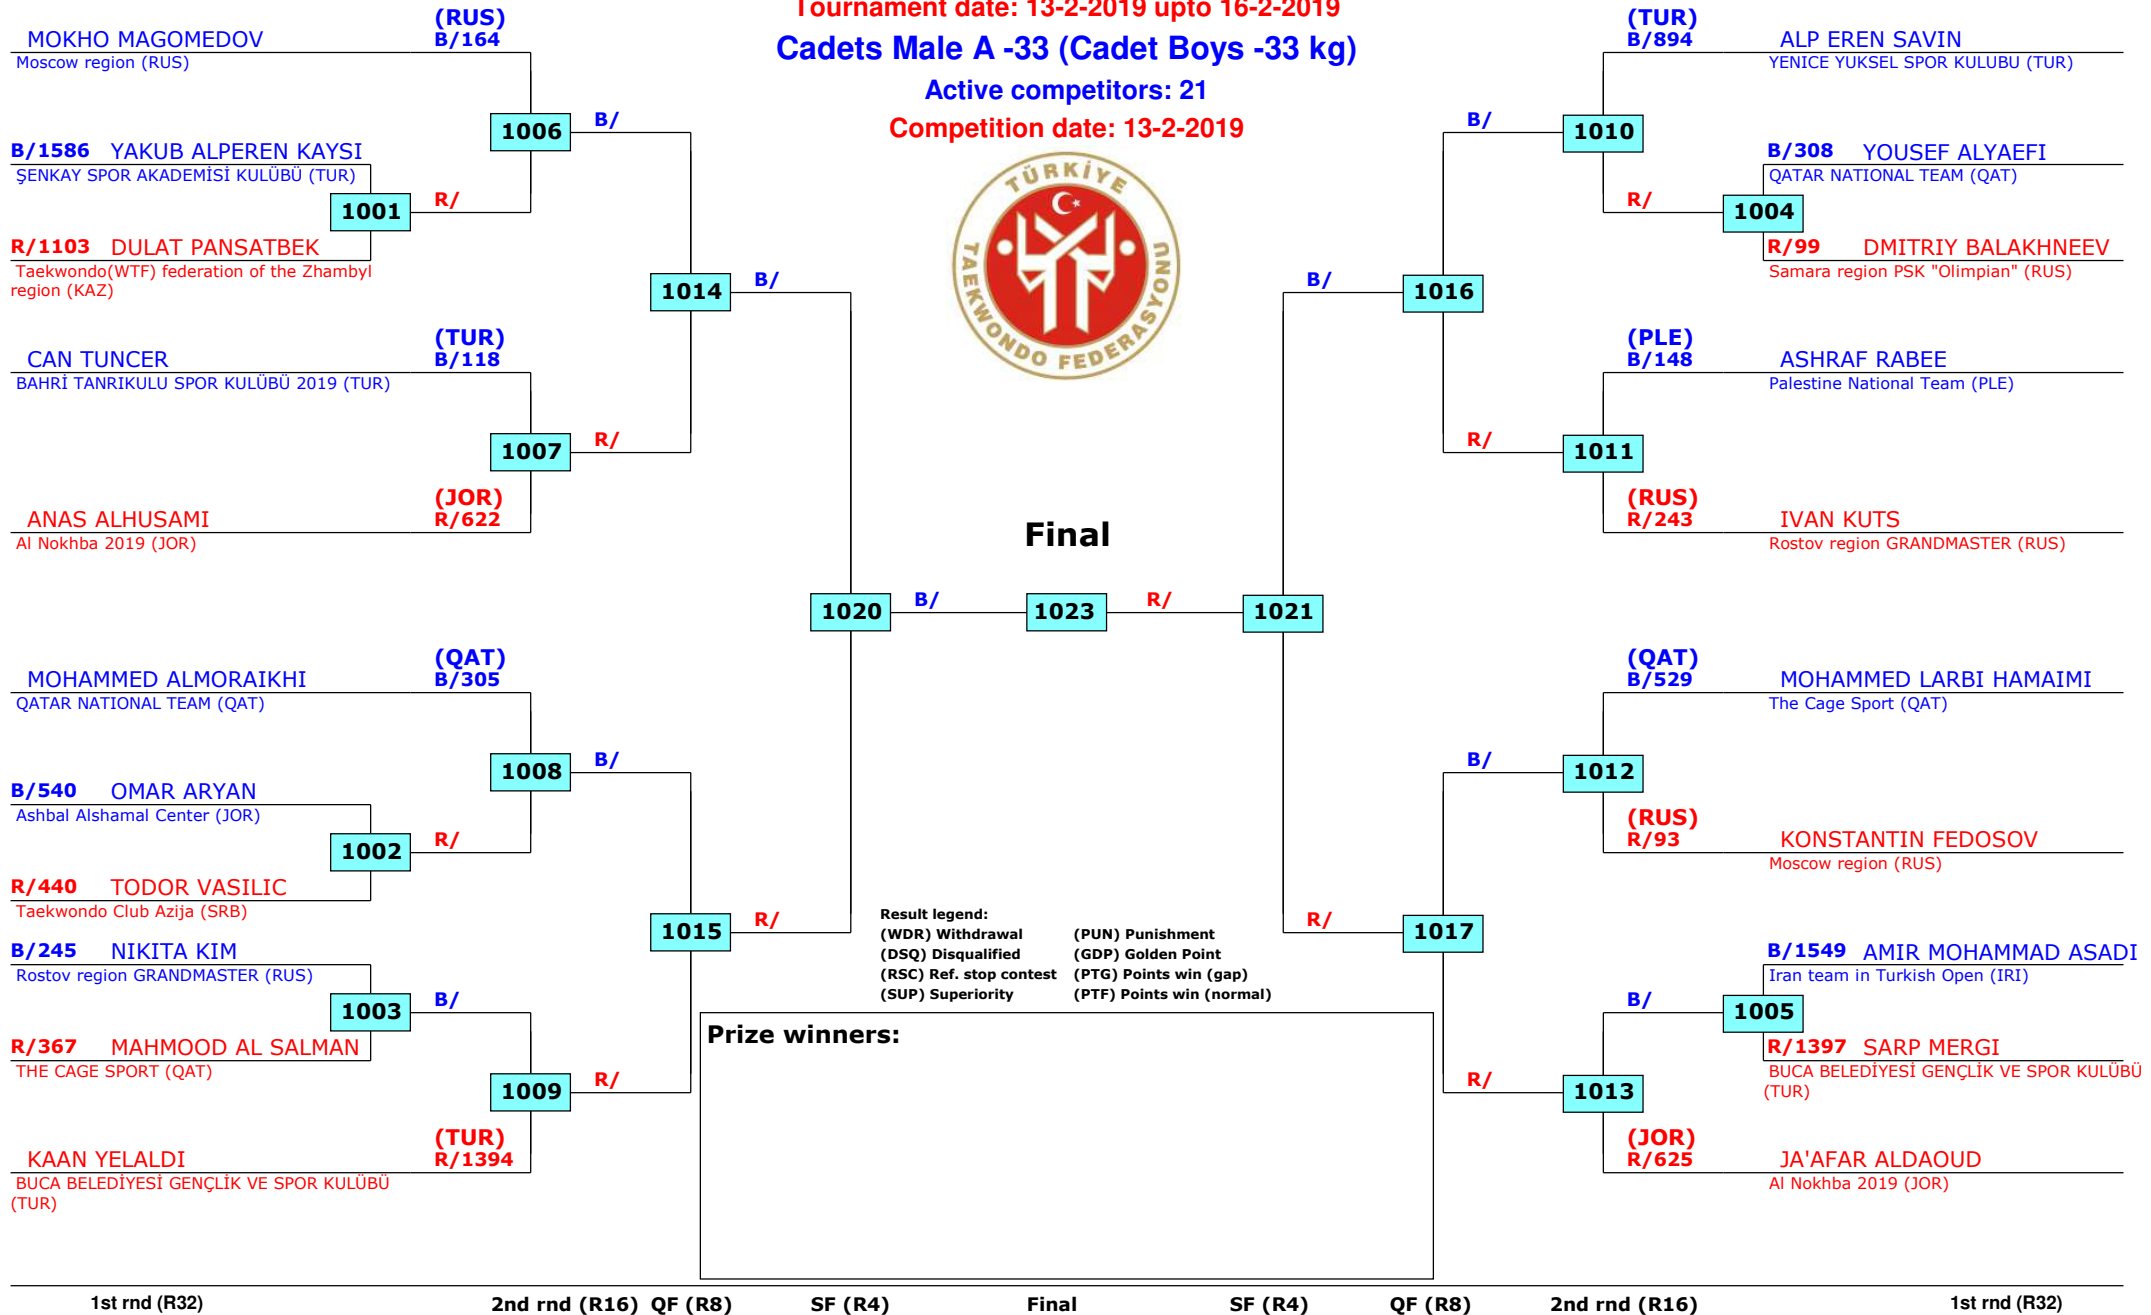 Tournament date: 13-2-2019 upto 16-2-2019
Cadets Male A -33 (Cadet Boys -33 kg)
Active competitors: 21
Competition date: 13-2-2019
TÜRKİYE
TAEKWONDO FEDERASYONU
(RUS)
MOKHO MAGOMEDOV B/164
Moscow region (RUS)
1006 B/
B/1586 YAKUB ALPEREN KAYSI
ŞENKAY SPOR AKADEMİSİ KULÜBÜ (TUR)
1001 R/
R/1103 DULAT PANSATBEK
Taekwondo(WTF) federation of the Zhambyl
region (KAZ)
1014 B/
(TUR)
CAN TUNCER B/118
BAHRİ TANRIKULU SPOR KULÜBÜ 2019 (TUR)
1007 R/
(JOR)
ANAS ALHUSAMI R/622
Al Nokhba 2019 (JOR)
1020 B/
(QAT)
MOHAMMED ALMORAIKHI B/305
QATAR NATIONAL TEAM (QAT)
1008 B/
B/540 OMAR ARYAN
Ashbal Alshamal Center (JOR)
1002 R/
R/440 TODOR VASILIC
Taekwondo Club Azija (SRB)
1015 R/
B/245 NIKITA KIM
Rostov region GRANDMASTER (RUS)
1003 B/
R/367 MAHMOOD AL SALMAN
THE CAGE SPORT (QAT)
1009 R/
(TUR)
KAAN YELALDI R/1394
BUCA BELEDİYESİ GENÇLİK VE SPOR KULÜBÜ
(TUR)
Final
1023
(TUR)
B/894 ALP EREN SAVIN
YENICE YUKSEL SPOR KULUBU (TUR)
B/ 1010
B/308 YOUSEF ALYAEFI
QATAR NATIONAL TEAM (QAT)
R/ 1004
R/99 DMITRIY BALAKHNEEV
Samara region PSK "Olimpian" (RUS)
B/ 1016
(PLE)
B/148 ASHRAF RABEE
Palestine National Team (PLE)
R/ 1011
(RUS)
R/243 IVAN KUTS
Rostov region GRANDMASTER (RUS)
R/ 1021
(QAT)
B/529 MOHAMMED LARBI HAMAIMI
The Cage Sport (QAT)
B/ 1012
(RUS)
R/93 KONSTANTIN FEDOSOV
Moscow region (RUS)
R/ 1017
B/1549 AMIR MOHAMMAD ASADI
Iran team in Turkish Open (IRI)
B/ 1005
R/1397 SARP MERGI
BUCA BELEDİYESİ GENÇLİK VE SPOR KULÜBÜ
(TUR)
R/ 1013
(JOR)
R/625 JA'AFAR ALDAOUD
Al Nokhba 2019 (JOR)
Result legend:
(WDR) Withdrawal (PUN) Punishment
(DSQ) Disqualified (GDP) Golden Point
(RSC) Ref. stop contest (PTG) Points win (gap)
(SUP) Superiority (PTF) Points win (normal)
Prize winners:
1st rnd (R32) 2nd rnd (R16) QF (R8) SF (R4) Final SF (R4) QF (R8) 2nd rnd (R16) 1st rnd (R32)